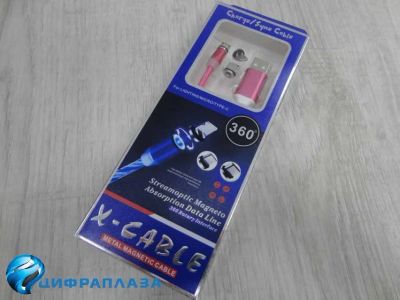 Charge/Sync Cable
For LIGHTING/MICRO/TYPE-C
360°
Streamoptic Magneto
Absorption Data Line
360 Rotary Interface
X-CABLE
METAL MAGNETIC CABLE
ЦИФРАПЛАЗА